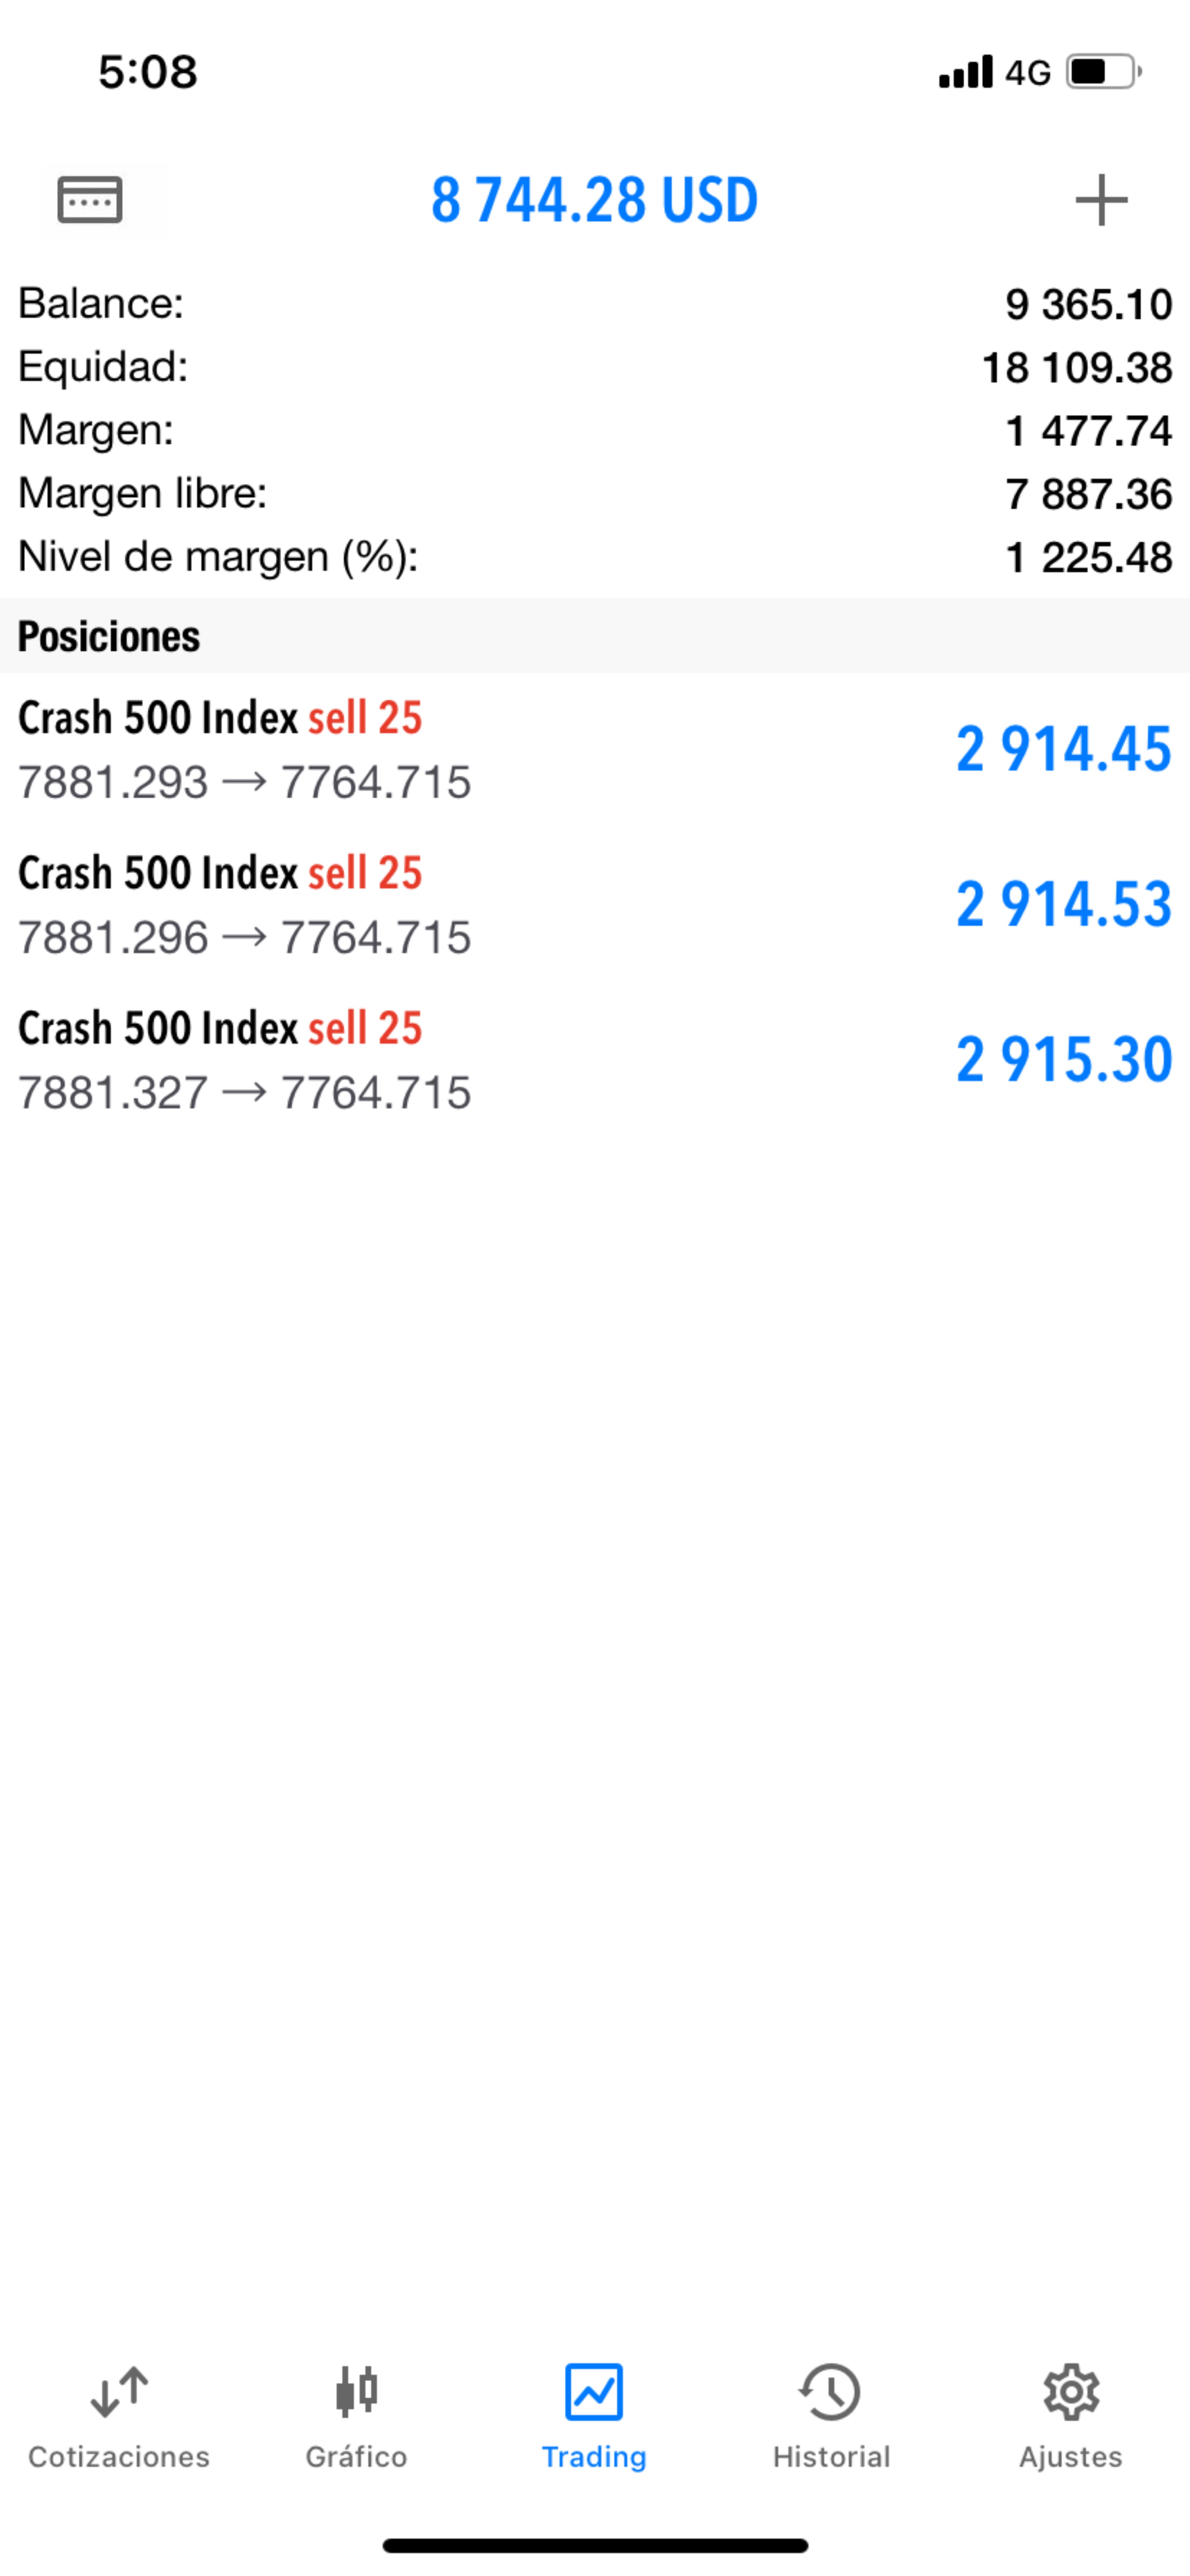 5:08 4G
8 744.28 USD
Balance: 9 365.10
Equidad: 18 109.38
Margen: 1 477.74
Margen libre: 7 887.36
Nivel de margen (%): 1 225.48
Posiciones
Crash 500 Index sell 25
2 914.45
7881.293 → 7764.715
Crash 500 Index sell 25
2 914.53
7881.296 → 7764.715
Crash 500 Index sell 25
2 915.30
7881.327 → 7764.715
Cotizaciones Gráfico Trading Historial Ajustes